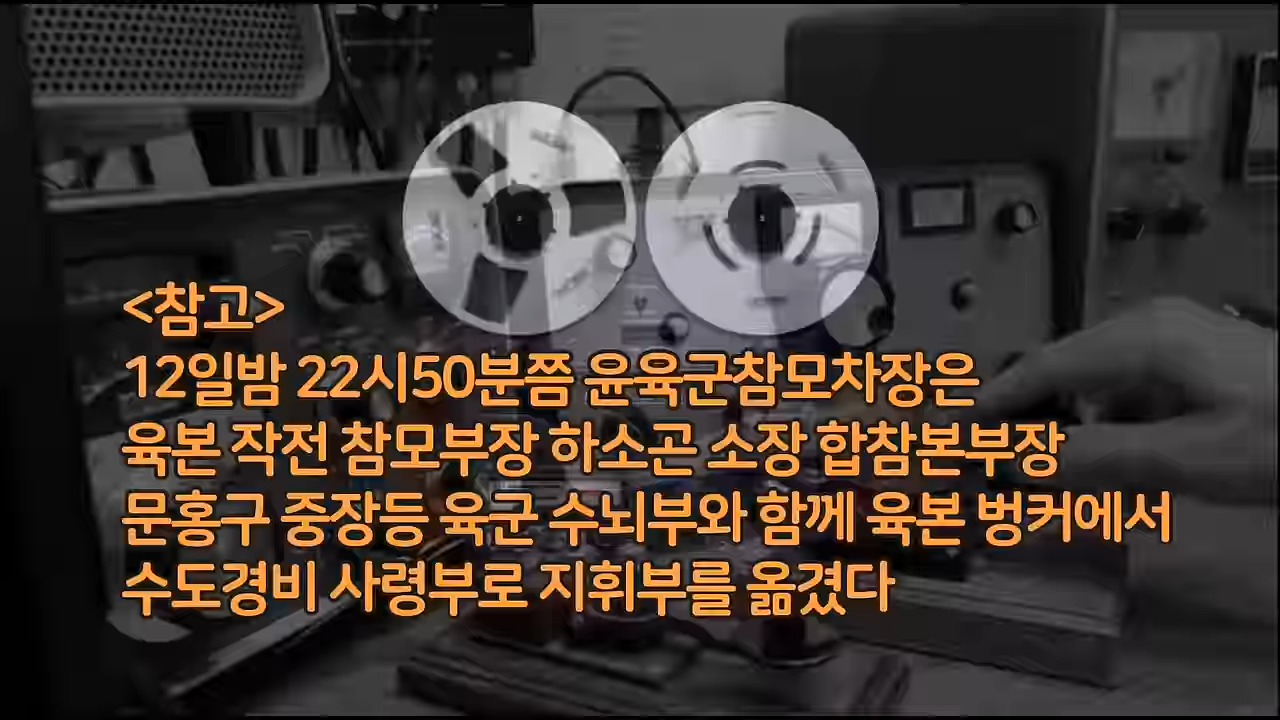 <참고>
12일밤 22시50분쯤 윤육군참모차장은
육본 작전 참모부장 하소곤 소장 합참본부장
문홍구 중장등 육군 수뇌부와 함께 육본 벙커에서
수도경비 사령부로 지휘부를 옮겼다